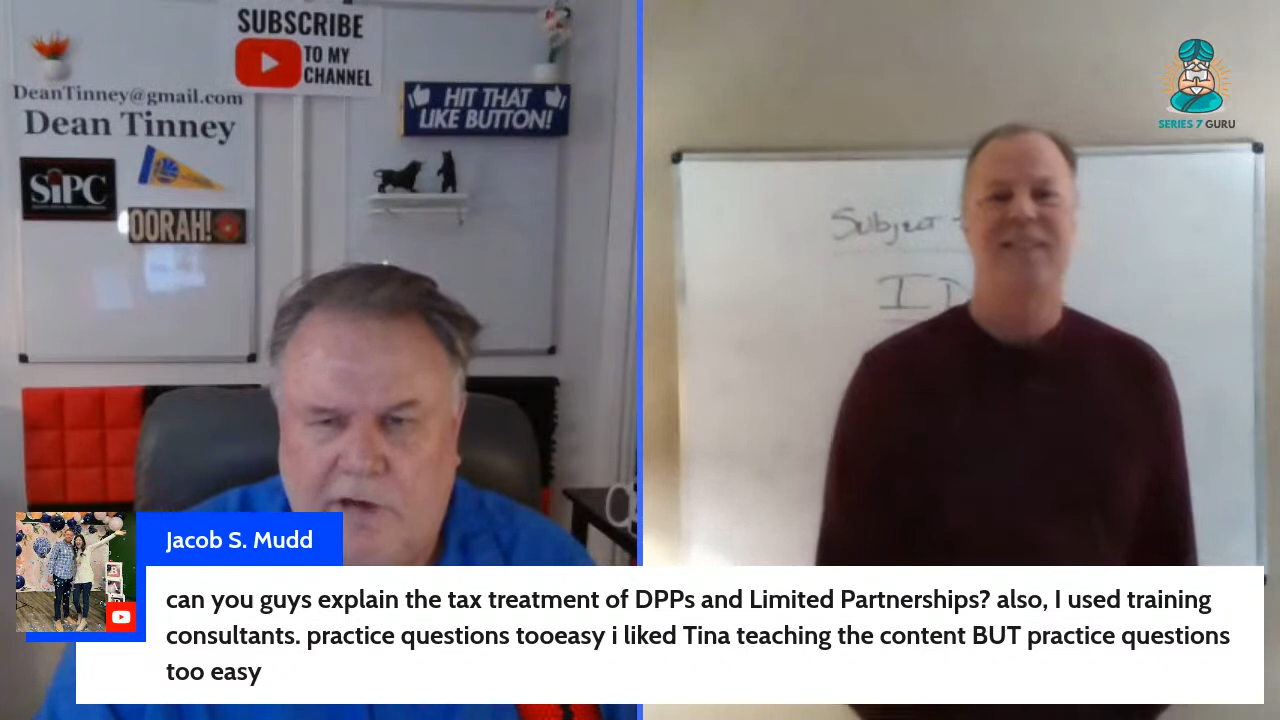 SUBSCRIBE
TO MY
CHANNEL
DeanTinney@gmail.com
Dean Tinney
HIT THAT
LIKE BUTTON!
SiPC
OORAH!
SERIES 7 GURU
Subject
Jacob S. Mudd
can you guys explain the tax treatment of DPPs and Limited Partnerships? also, I used training
consultants. practice questions tooeasy i liked Tina teaching the content BUT practice questions
too easy